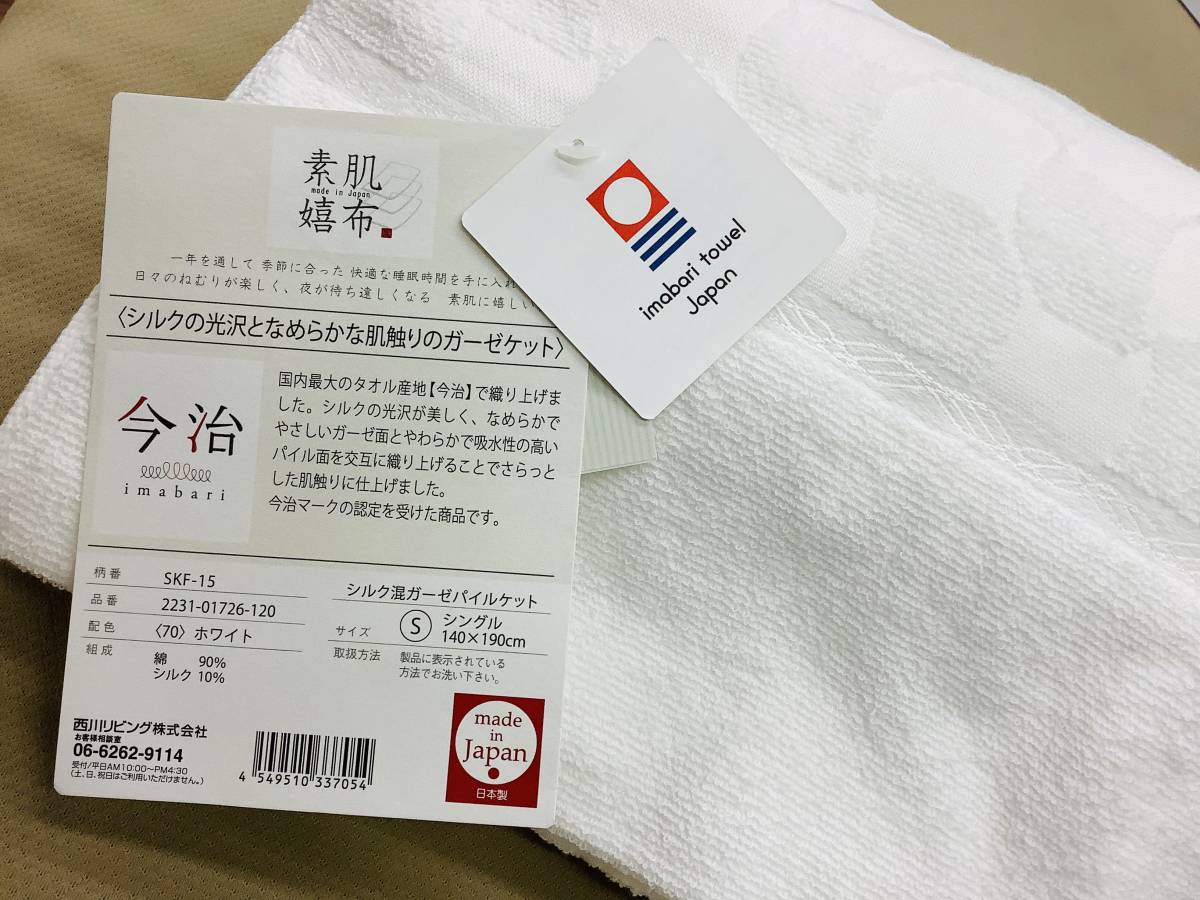 素肌
made in Japan
嬉布
一年を通して 季節に合った 快適な睡眠時間を手に入れ
日々のねむりが楽しく、夜が待ち遠しくなる 素肌に嬉しい
〈シルクの光沢となめらかな肌触りのガーゼケット〉
今治
imabari
国内最大のタオル産地【今治】で織り上げま
した。シルクの光沢が美しく、なめらかで
やさしいガーゼ面とやわらかで吸水性の高い
パイル面を交互に織り上げることでさらっと
した肌触りに仕上げました。
今治マークの認定を受けた商品です。
柄番 SKF-15
品番 2231-01726-120
配色 〈70〉ホワイト
組成 綿 90%
シルク 10%
シルク混ガーゼパイルケット
サイズ S シングル
140×190cm
取扱方法 製品に表示されている
方法でお洗い下さい。
西川リビング株式会社
お客様相談室
06-6262-9114
受付/平日AM10:00~PM4:30
(土、日、祝日はご利用いただけません。)
4 549510 337054
made
in
Japan
日本製
imabari towel
Japan